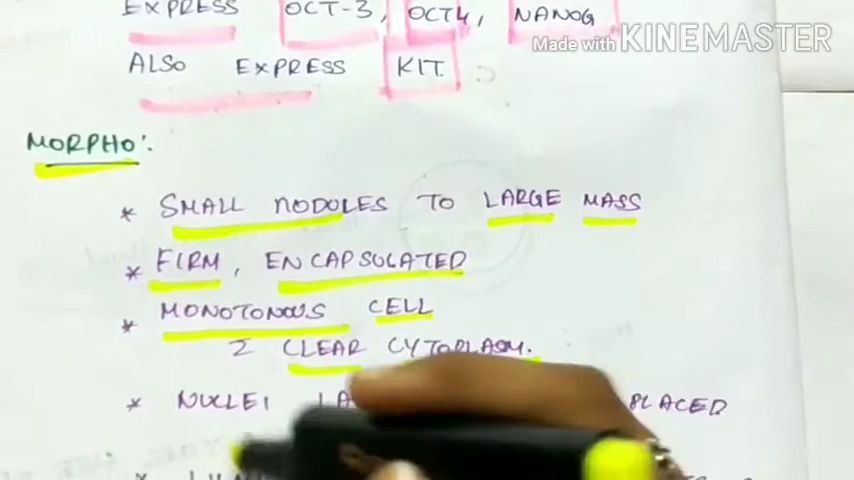 EXPRESS OCT-3, OCT4, NANOG
Made with KINEMASTER
ALSO EXPRESS KIT.
MORPHO:
* SMALL NODULES TO LARGE MASS
* FIRM, ENCAPSULATED
* MONOTONOUS CELL
CLEAR CYTOPLASM.
* NUCLEI PLACED